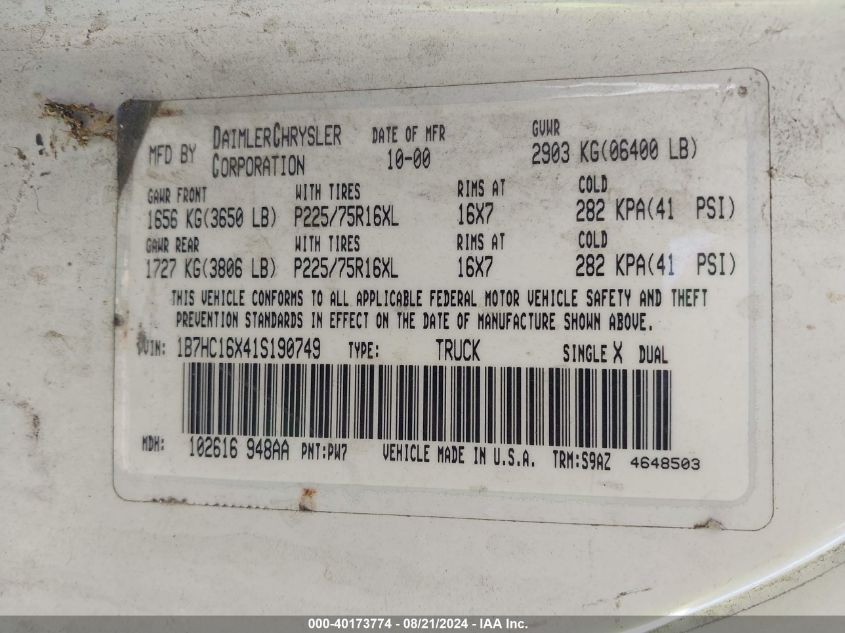 MFD BY DAIMLERCHRYSLER CORPORATION DATE OF MFR 10-00 GVWR 2903 KG(06400 LB)
GAWR FRONT WITH TIRES RIMS AT COLD
1656 KG(3650 LB) P225/75R16XL 16X7 282 KPA(41 PSI)
GAWR REAR WITH TIRES RIMS AT COLD
1727 KG(3806 LB) P225/75R16XL 16X7 282 KPA(41 PSI)
THIS VEHICLE CONFORMS TO ALL APPLICABLE FEDERAL MOTOR VEHICLE SAFETY AND THEFT
PREVENTION STANDARDS IN EFFECT ON THE DATE OF MANUFACTURE SHOWN ABOVE.
VIN: 1B7HC16X41S190749 TYPE: TRUCK SINGLE X DUAL
MDH: 102616 948AA PNT:PW7 VEHICLE MADE IN U.S.A. TRM:S9AZ 4648503
000-40173774 - 08/21/2024 - IAA Inc.